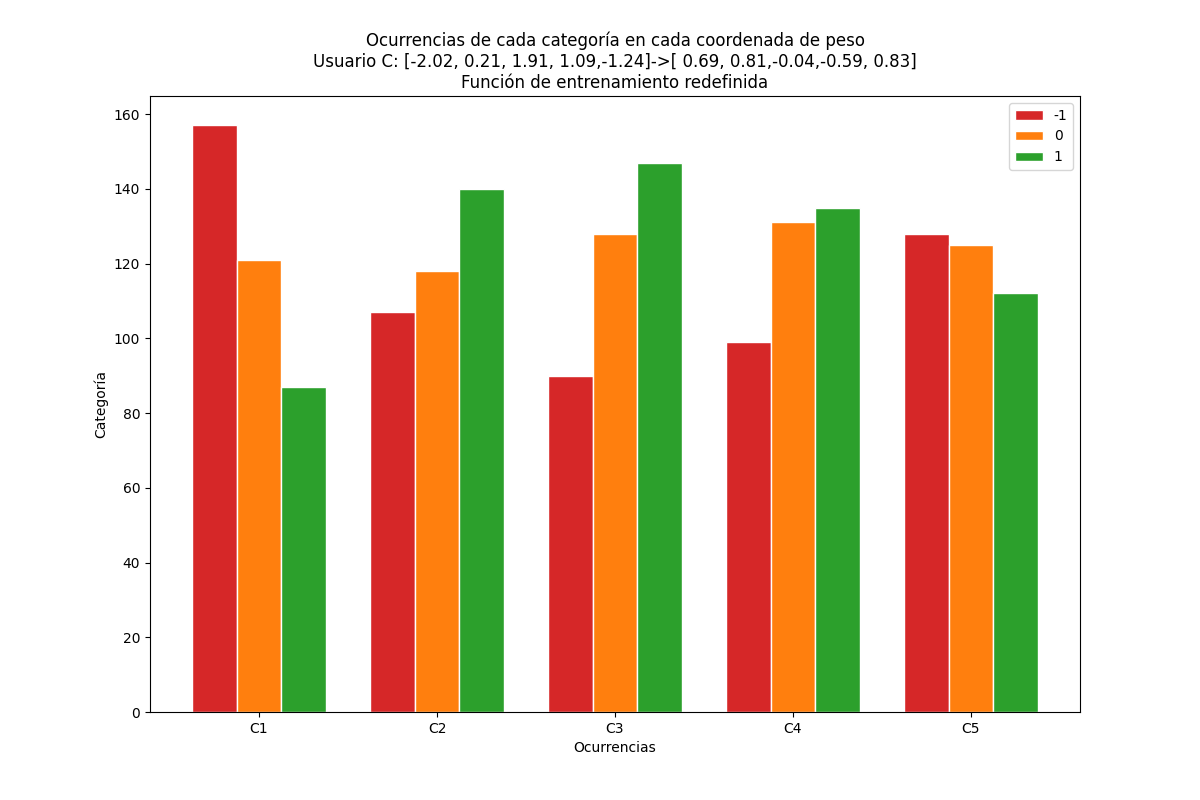 Ocurrencias de cada categoría en cada coordenada de peso
Usuario C: [-2.02, 0.21, 1.91, 1.09,-1.24]->[ 0.69, 0.81,-0.04,-0.59, 0.83]
Función de entrenamiento redefinida
-1
0
1
160
140
120
100
80
60
40
20
0
Categoría
C1
C2
C3
C4
C5
Ocurrencias